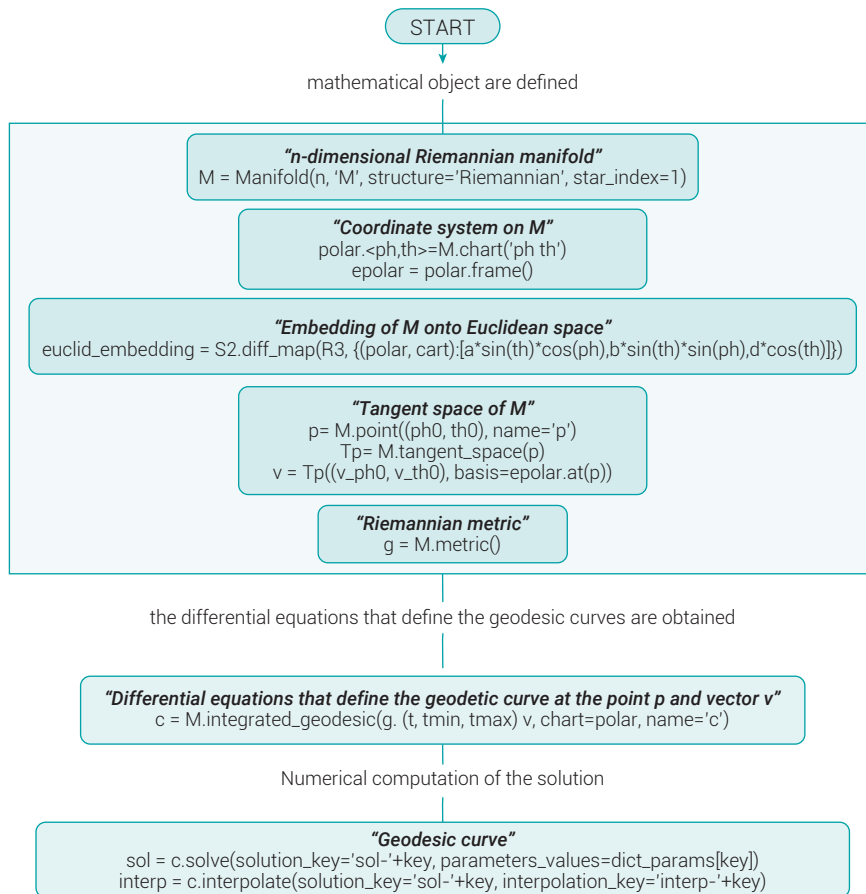 START
mathematical object are defined
“n-dimensional Riemannian manifold”
M = Manifold(n, ‘M’, structure=’Riemannian’, star_index=1)
“Coordinate system on M”
polar.<ph,th>=M.chart(‘ph th’)
epolar = polar.frame()
“Embedding of M onto Euclidean space”
euclid_embedding = S2.diff_map(R3, {(polar, cart):[a*sin(th)*cos(ph),b*sin(th)*sin(ph),d*cos(th)]})
“Tangent space of M”
p= M.point((ph0, th0), name=’p’)
Tp= M.tangent_space(p)
v = Tp((v_ph0, v_th0), basis=epolar.at(p))
“Riemannian metric”
g = M.metric()
the differential equations that define the geodesic curves are obtained
“Differential equations that define the geodetic curve at the point p and vector v”
c = M.integrated_geodesic(g. (t, tmin, tmax) v, chart=polar, name=’c’)
Numerical computation of the solution
“Geodesic curve”
sol = c.solve(solution_key=’sol-’+key, parameters_values=dict_params[key])
interp = c.interpolate(solution_key=’sol-’+key, interpolation_key=’interp-’+key)